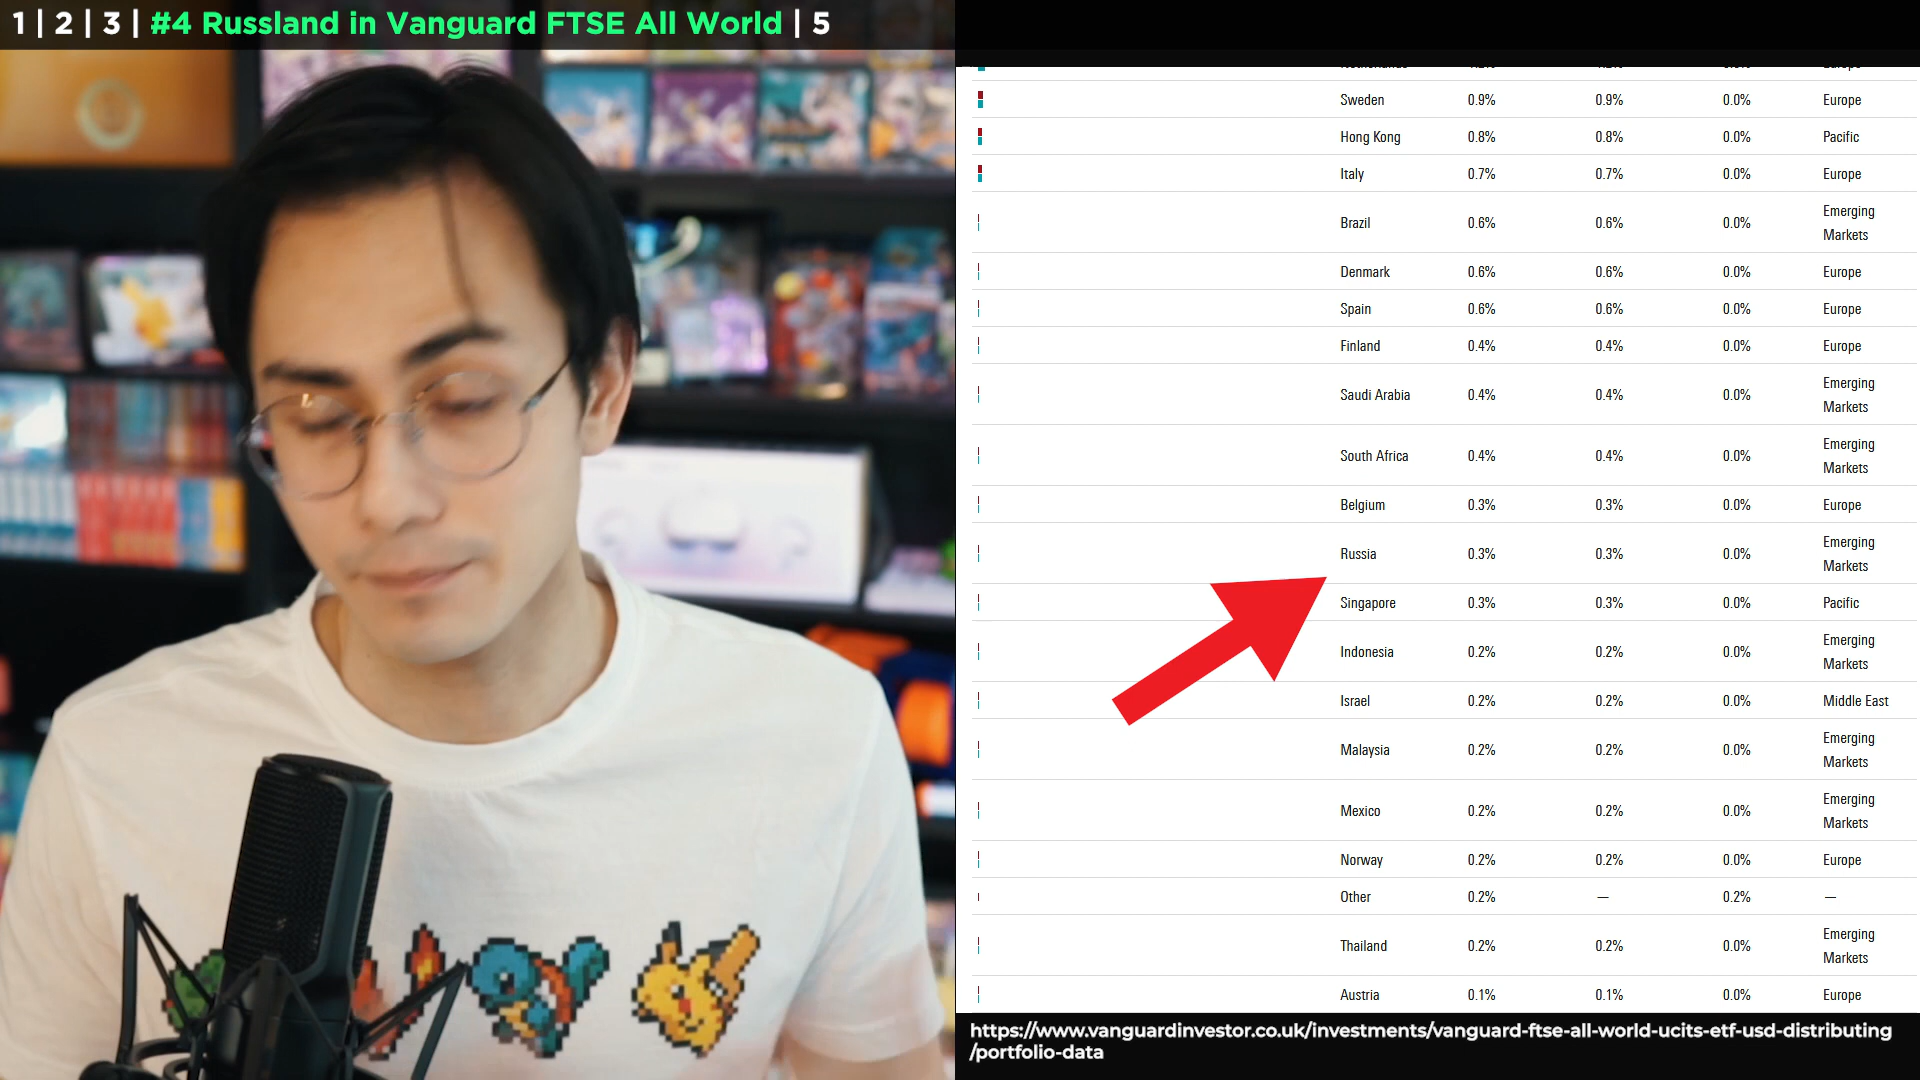 1 | 2 | 3 | #4 Russland in Vanguard FTSE All World | 5
Sweden 0.9% 0.9% 0.0% Europe
Hong Kong 0.8% 0.8% 0.0% Pacific
Italy 0.7% 0.7% 0.0% Europe
Brazil 0.6% 0.6% 0.0% Emerging
Markets
Denmark 0.6% 0.6% 0.0% Europe
Spain 0.6% 0.6% 0.0% Europe
Finland 0.4% 0.4% 0.0% Europe
Saudi Arabia 0.4% 0.4% 0.0% Emerging
Markets
South Africa 0.4% 0.4% 0.0% Emerging
Markets
Belgium 0.3% 0.3% 0.0% Europe
Russia 0.3% 0.3% 0.0% Emerging
Markets
Singapore 0.3% 0.3% 0.0% Pacific
Indonesia 0.2% 0.2% 0.0% Emerging
Markets
Israel 0.2% 0.2% 0.0% Middle East
Malaysia 0.2% 0.2% 0.0% Emerging
Markets
Mexico 0.2% 0.2% 0.0% Emerging
Markets
Norway 0.2% 0.2% 0.0% Europe
Other 0.2% — 0.2% —
Thailand 0.2% 0.2% 0.0% Emerging
Markets
Austria 0.1% 0.1% 0.0% Europe
https://www.vanguardinvestor.co.uk/investments/vanguard-ftse-all-world-ucits-etf-usd-distributing
/portfolio-data